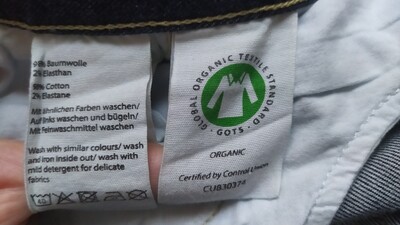 98% Baumwolle
2% Elasthan
98% Cotton
2% Elastane
Mit ähnlichen Farben waschen/
Auf links waschen und bügeln/
Mit Feinwaschmittel waschen
Wash with similar colours/ wash
and iron inside out/ wash with
mild detergent for delicate
fabrics
GLOBAL ORGANIC TEXTILE STANDARD
· GOTS ·
ORGANIC
Certified by Control Union
CU830374